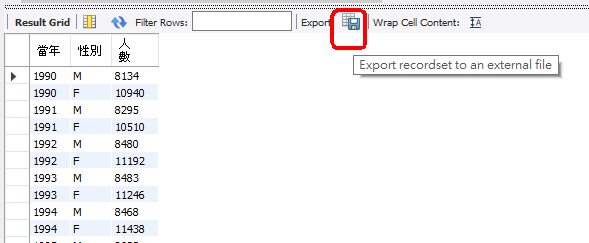 Result Grid Filter Rows: Export: Wrap Cell Content: IA
Export recordset to an external file
當年 性別 人數
1990 M 8134
1990 F 10940
1991 M 8295
1991 F 10510
1992 M 8480
1992 F 11192
1993 M 8483
1993 F 11246
1994 M 8468
1994 F 11438